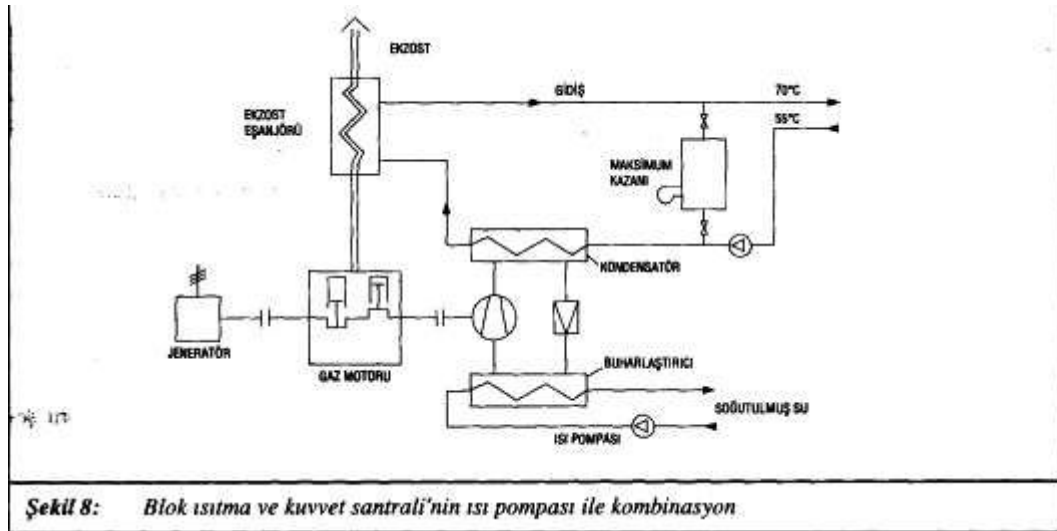 EKZOST
EKZOST
EŞANJÖRÜ
GİDİŞ
70°C
55°C
MAKSİMUM
KAZANI
KONDENSATÖR
JENERATÖR
GAZ MOTORU
BUHARLAŞTIRICI
SOĞUTULMUŞ SU
ISI POMPASI
Şekil 8: Blok ısıtma ve kuvvet santrali'nin ısı pompası ile kombinasyon